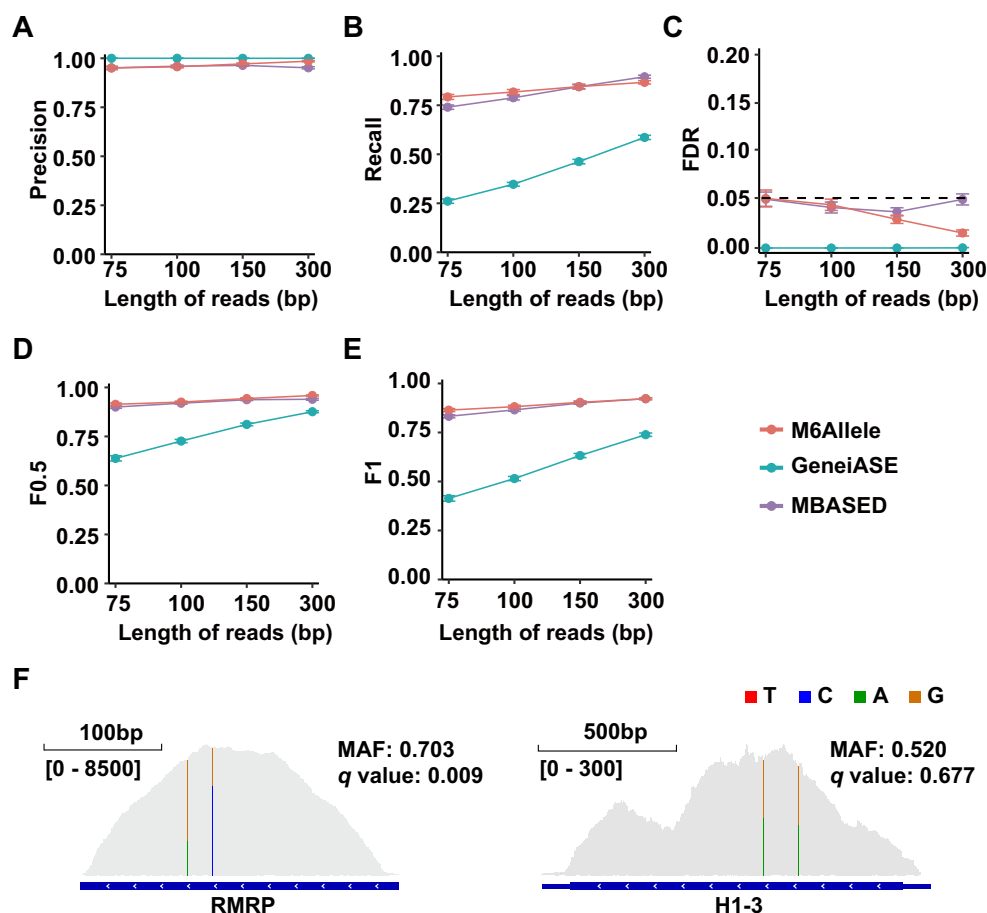 A
Precision
1.00
0.75
0.50
0.25
0.00
75 100 150 300
Length of reads (bp)
B
Recall
1.00
0.75
0.50
0.25
0.00
75 100 150 300
Length of reads (bp)
C
FDR
0.20
0.15
0.10
0.05
0.00
75 100 150 300
Length of reads (bp)
D
F0.5
1.00
0.75
0.50
0.25
0.00
75 100 150 300
Length of reads (bp)
E
F1
1.00
0.75
0.50
0.25
0.00
75 100 150 300
Length of reads (bp)
M6Allele
GeneiASE
MBASED
F
T C A G
100bp
[0 - 8500]
MAF: 0.703
q value: 0.009
RMRP
500bp
[0 - 300]
MAF: 0.520
q value: 0.677
H1-3